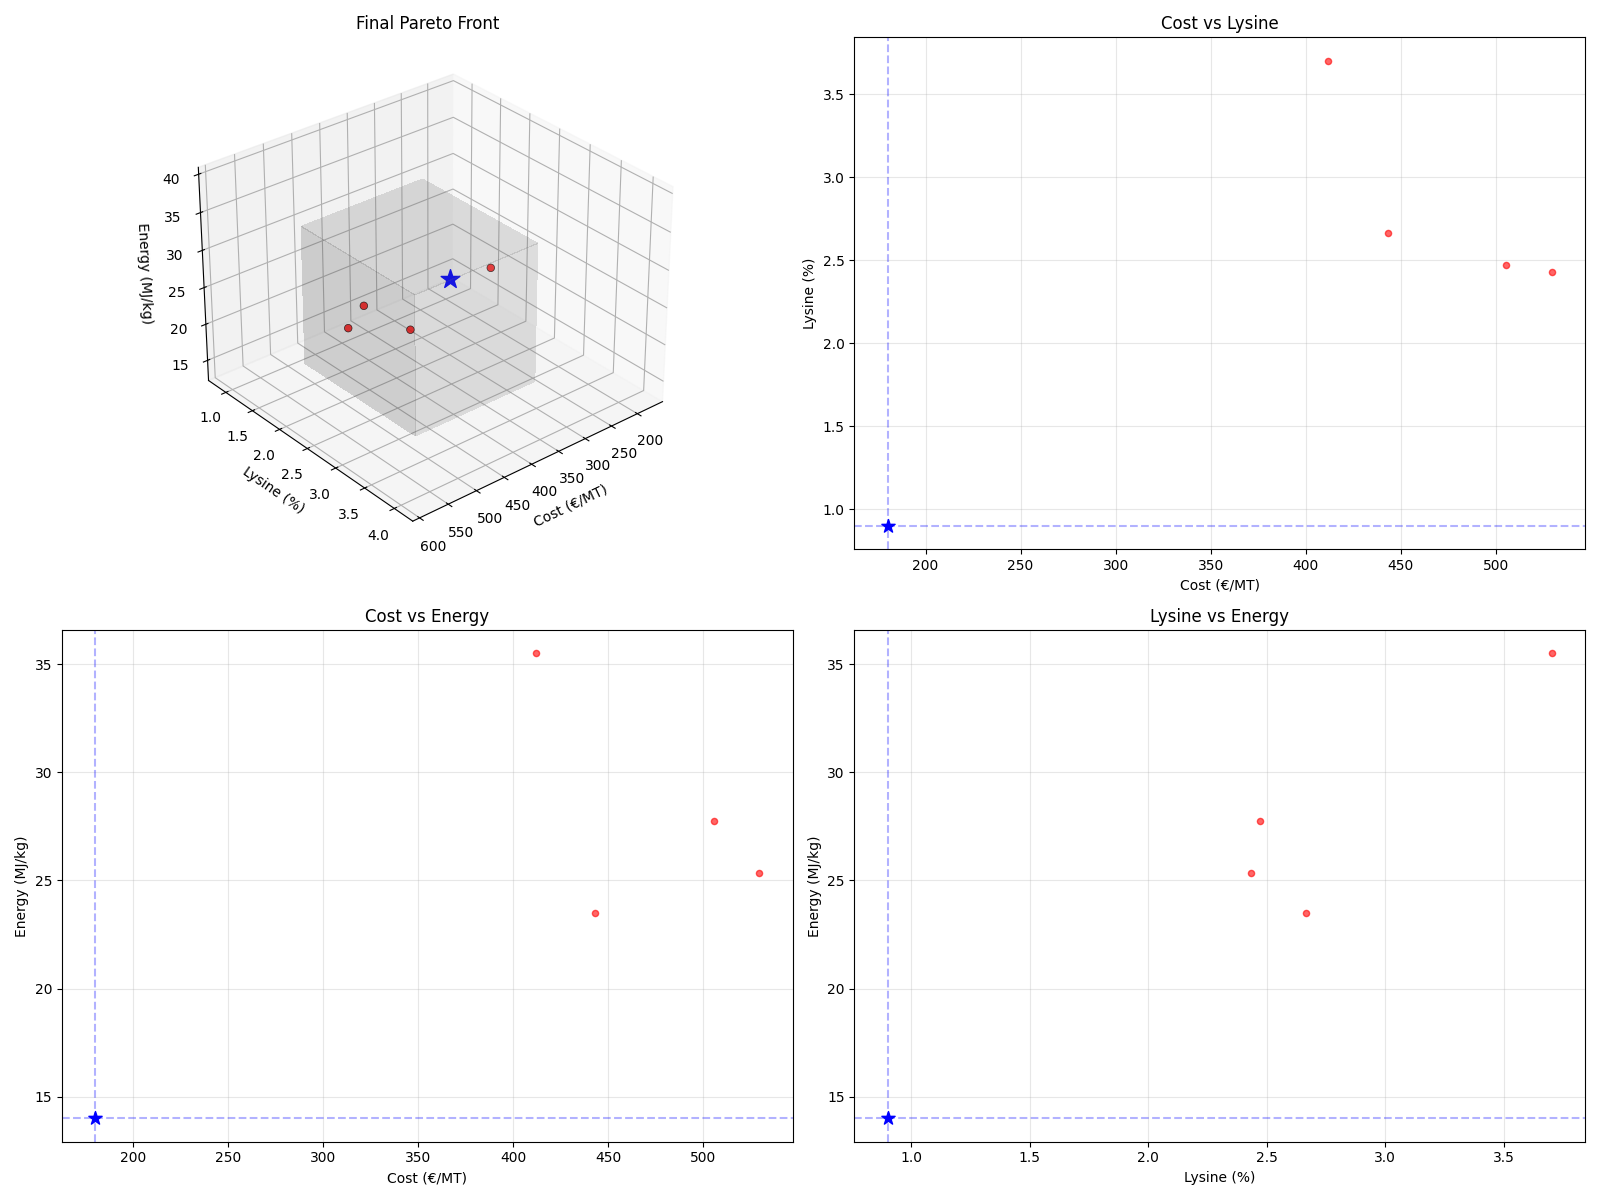 Final Pareto Front
40
35
30
25
20
15
Energy (MJ/kg)
1.0
1.5
2.0
2.5
3.0
3.5
4.0
Lysine (%)
200
250
300
350
400
450
500
550
600
Cost (€/MT)
Cost vs Lysine
3.5
3.0
2.5
2.0
1.5
1.0
Lysine (%)
200 250 300 350 400 450 500
Cost (€/MT)
Cost vs Energy
35
30
25
20
15
Energy (MJ/kg)
200 250 300 350 400 450 500
Cost (€/MT)
Lysine vs Energy
35
30
25
20
15
Energy (MJ/kg)
1.0 1.5 2.0 2.5 3.0 3.5
Lysine (%)